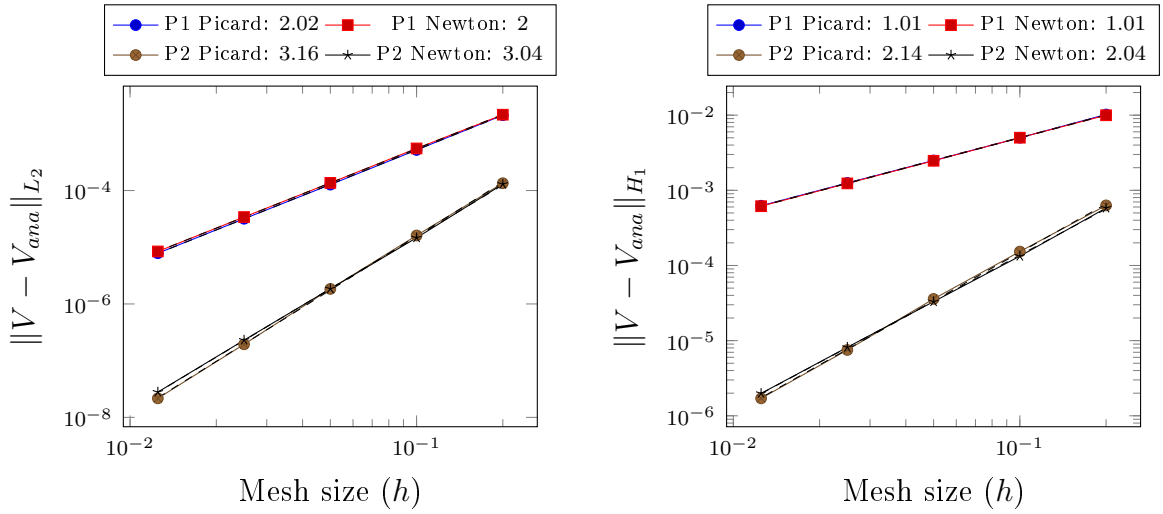 P1 Picard: 2.02 P1 Newton: 2
P2 Picard: 3.16 P2 Newton: 3.04
||V − V_{ana}||_{L_2}
10^{−4}
10^{−6}
10^{−8}
10^{−2} 10^{−1}
Mesh size (h)
P1 Picard: 1.01 P1 Newton: 1.01
P2 Picard: 2.14 P2 Newton: 2.04
||V − V_{ana}||_{H_1}
10^{−2}
10^{−3}
10^{−4}
10^{−5}
10^{−6}
10^{−2} 10^{−1}
Mesh size (h)